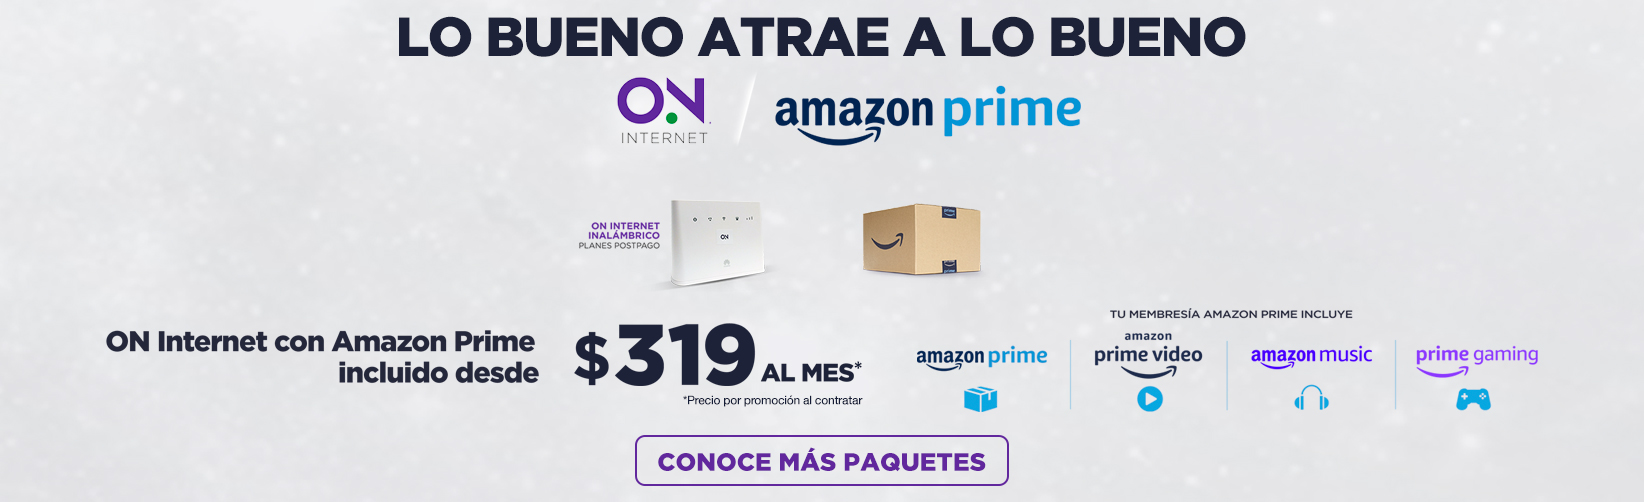 LO BUENO ATRAE A LO BUENO
ON
INTERNET
amazon prime
ON INTERNET
INALÁMBRICO
PLANES POSTPAGO
ON
ON Internet con Amazon Prime
incluido desde
$319 AL MES*
*Precio por promoción al contratar
TU MEMBRESÍA AMAZON PRIME INCLUYE
amazon prime
amazon
prime video
amazon music
prime gaming
CONOCE MÁS PAQUETES